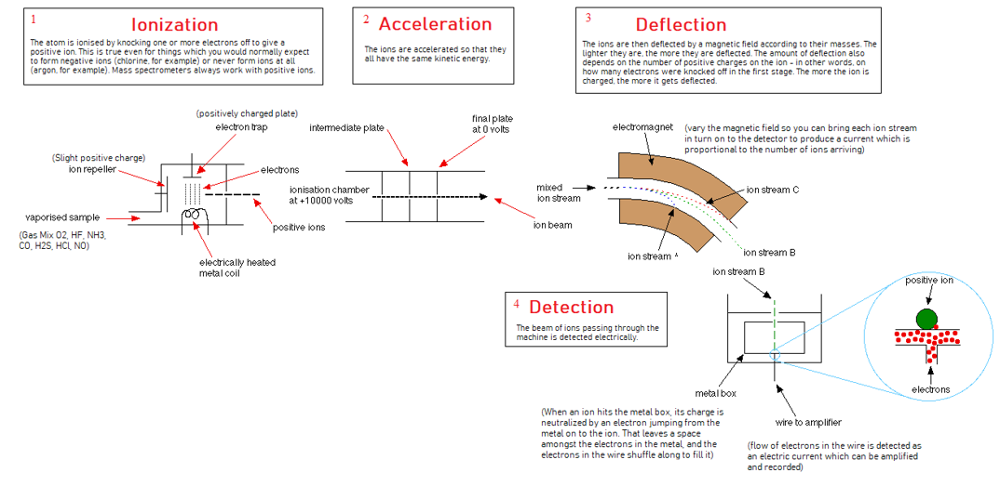 1
Ionization
The atom is ionised by knocking one or more electrons off to give a
positive ion. This is true even for things which you would normally expect
to form negative ions (chlorine, for example) or never form ions at all
(argon, for example). Mass spectrometers always work with positive ions.
2
Acceleration
The ions are accelerated so that they
all have the same kinetic energy.
3
Deflection
The ions are then deflected by a magnetic field according to their masses. The
lighter they are, the more they are deflected. The amount of deflection also
depends on the number of positive charges on the ion - in other words, on
how many electrons were knocked off in the first stage. The more the ion is
charged, the more it gets deflected.
(positively charged plate)
electron trap
(Slight positive charge)
ion repeller
electrons
vaporised sample
(Gas Mix O2, HF, NH3,
CO, H2S, HCl, NO)
positive ions
electrically heated
metal coil
intermediate plate
final plate
at 0 volts
ionisation chamber
at +10000 volts
ion beam
electromagnet
(vary the magnetic field so you can bring each ion stream
in turn on to the detector to produce a current which is
proportional to the number of ions arriving)
mixed
ion stream
ion stream C
ion stream A
ion stream B
4
Detection
The beam of ions passing through the
machine is detected electrically.
ion stream B
metal box
wire to amplifier
positive ion
electrons
(When an ion hits the metal box, its charge is
neutralized by an electron jumping from the
metal on to the ion. That leaves a space
amongst the electrons in the metal, and the
electrons in the wire shuffle along to fill it)
(flow of electrons in the wire is detected as
an electric current which can be amplified
and recorded)